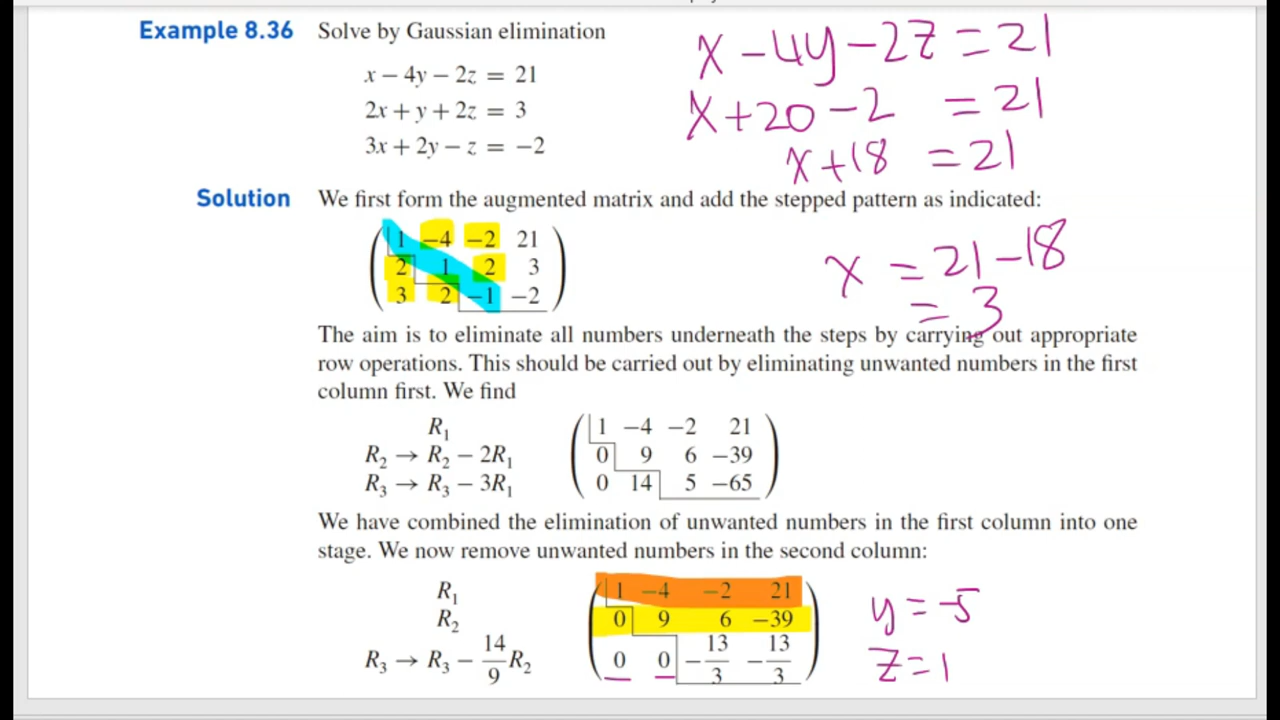 Example 8.36 Solve by Gaussian elimination
x − 4y − 2z = 21
2x + y + 2z = 3
3x + 2y − z = −2
x − 4y − 2z = 21
x + 20 − 2 = 21
x + 18 = 21
x = 21 − 18
= 3
Solution We first form the augmented matrix and add the stepped pattern as indicated:
1 −4 −2 21
2 1 2 3
3 2 −1 −2
The aim is to eliminate all numbers underneath the steps by carrying out appropriate
row operations. This should be carried out by eliminating unwanted numbers in the first
column first. We find
R₁ 1 −4 −2 21
R₂ → R₂ − 2R₁ 0 9 6 −39
R₃ → R₃ − 3R₁ 0 14 5 −65
We have combined the elimination of unwanted numbers in the first column into one
stage. We now remove unwanted numbers in the second column:
R₁ 1 −4 −2 21
R₂ 0 9 6 −39
R₃ → R₃ − 14/9 R₂ 0 0 −13/3 −13/3
y = −5
z = 1